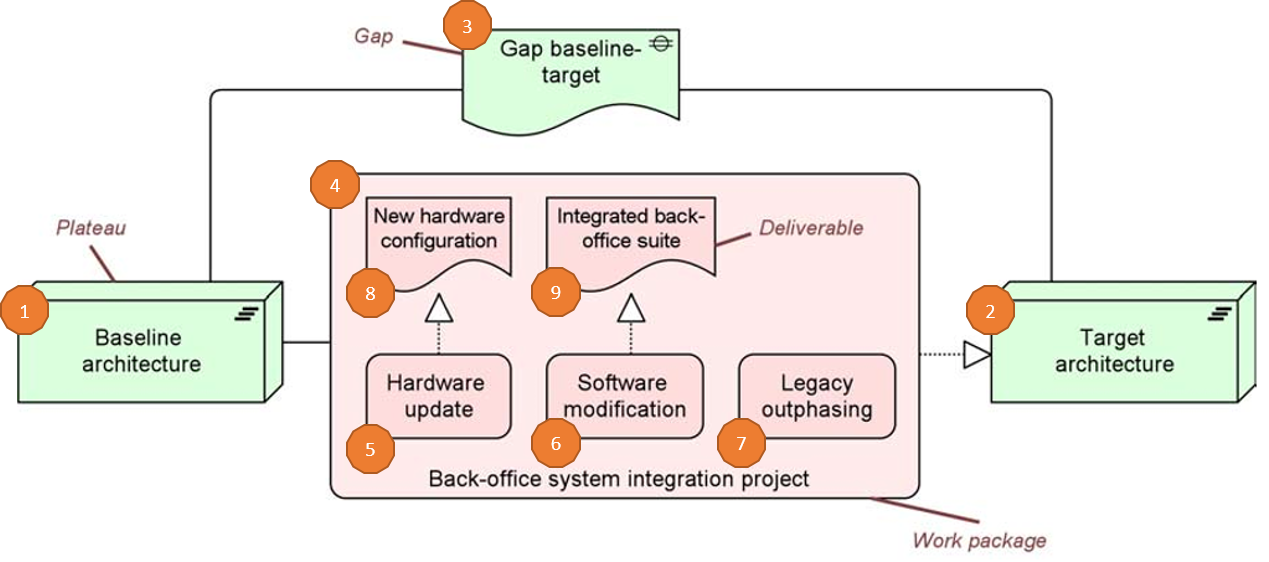 3
Gap
Gap baseline-
target
4
New hardware
configuration
Integrated back-
office suite
Deliverable
Plateau
8
9
1
Baseline
architecture
2
Target
architecture
Hardware
update
Software
modification
Legacy
outphasing
5
6
7
Back-office system integration project
Work package